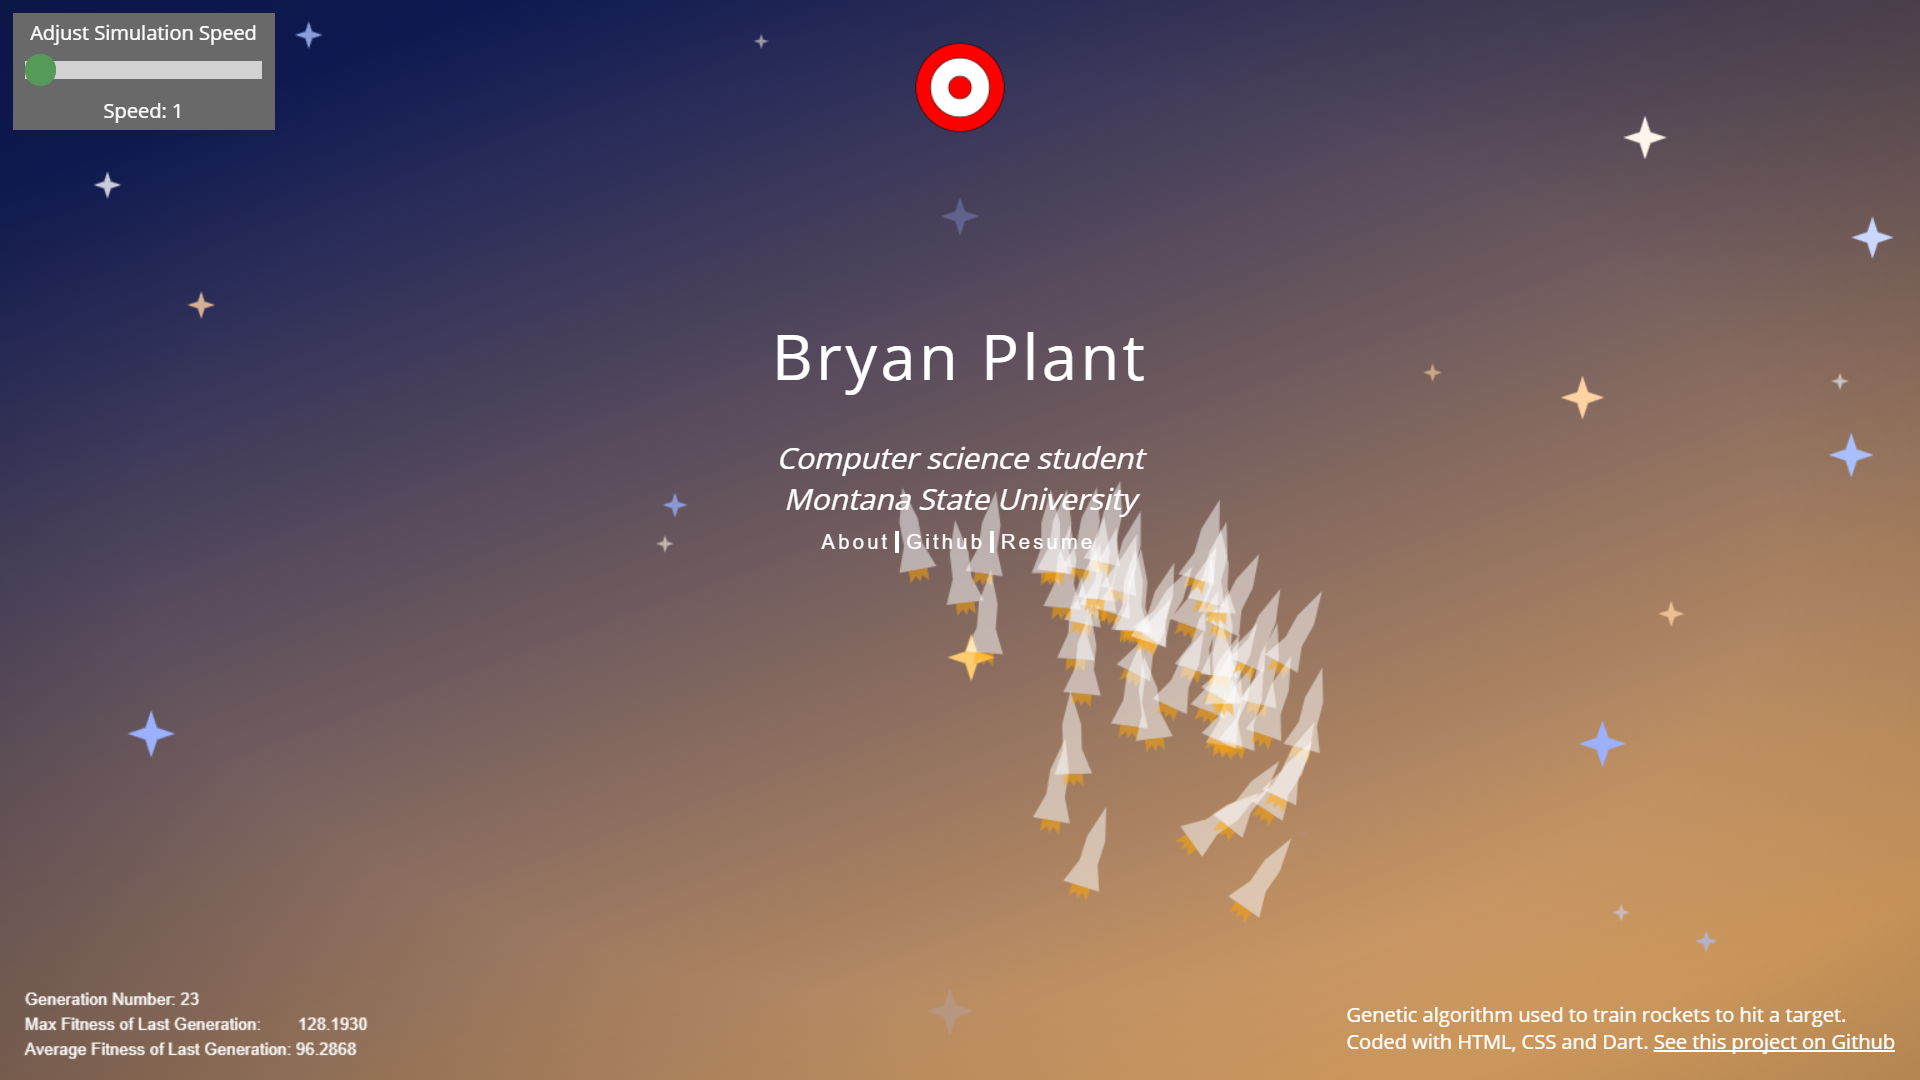 Adjust Simulation Speed
Speed: 1
Bryan Plant
Computer science student
Montana State University
About | Github | Resume
Generation Number: 23
Max Fitness of Last Generation: 128.1930
Average Fitness of Last Generation: 96.2868
Genetic algorithm used to train rockets to hit a target.
Coded with HTML, CSS and Dart. See this project on Github